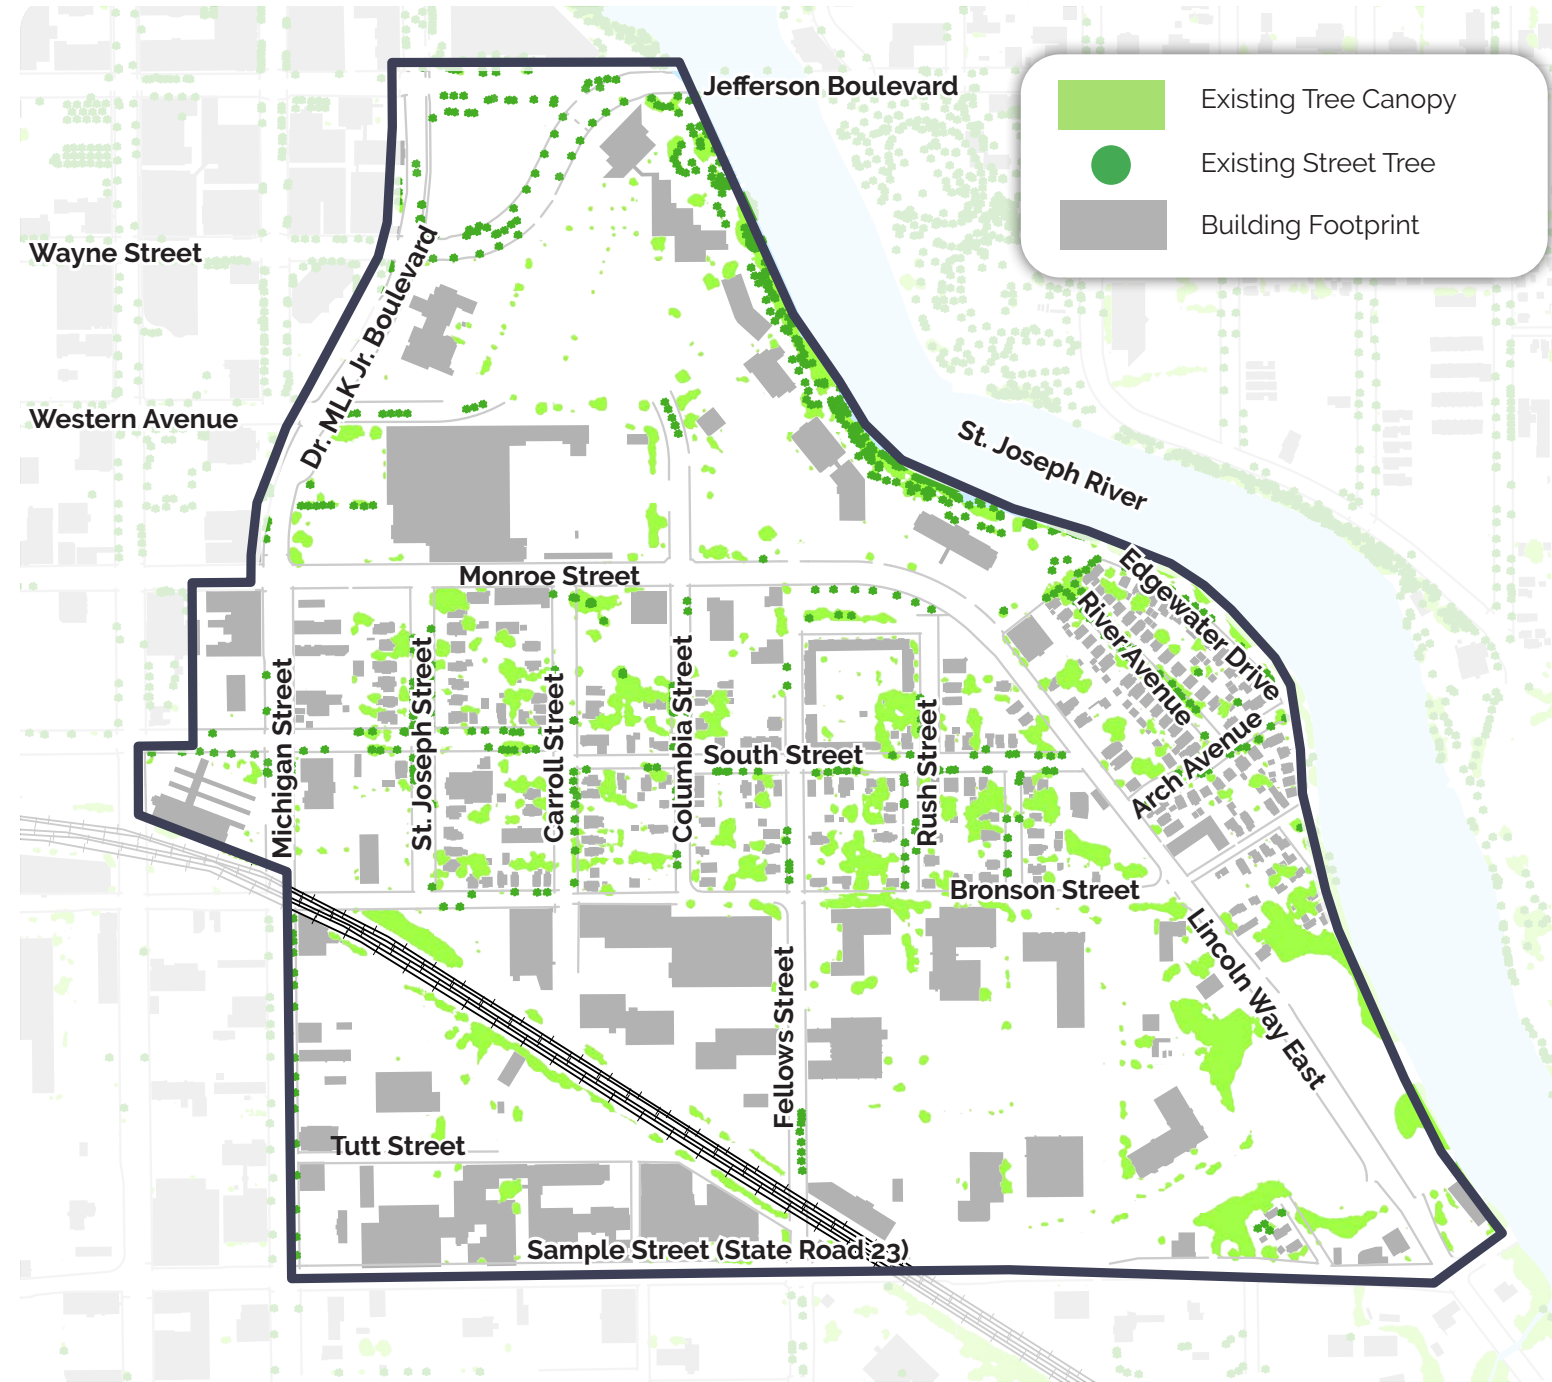 Jefferson Boulevard
Existing Tree Canopy
Existing Street Tree
Building Footprint
Wayne Street
Dr. MLK Jr. Boulevard
Western Avenue
St. Joseph River
Monroe Street
Edgewater Drive
River Avenue
Arch Avenue
Michigan Street
St. Joseph Street
Carroll Street
Columbia Street
South Street
Rush Street
Bronson Street
Lincoln Way East
Fellows Street
Tutt Street
Sample Street (State Road 23)